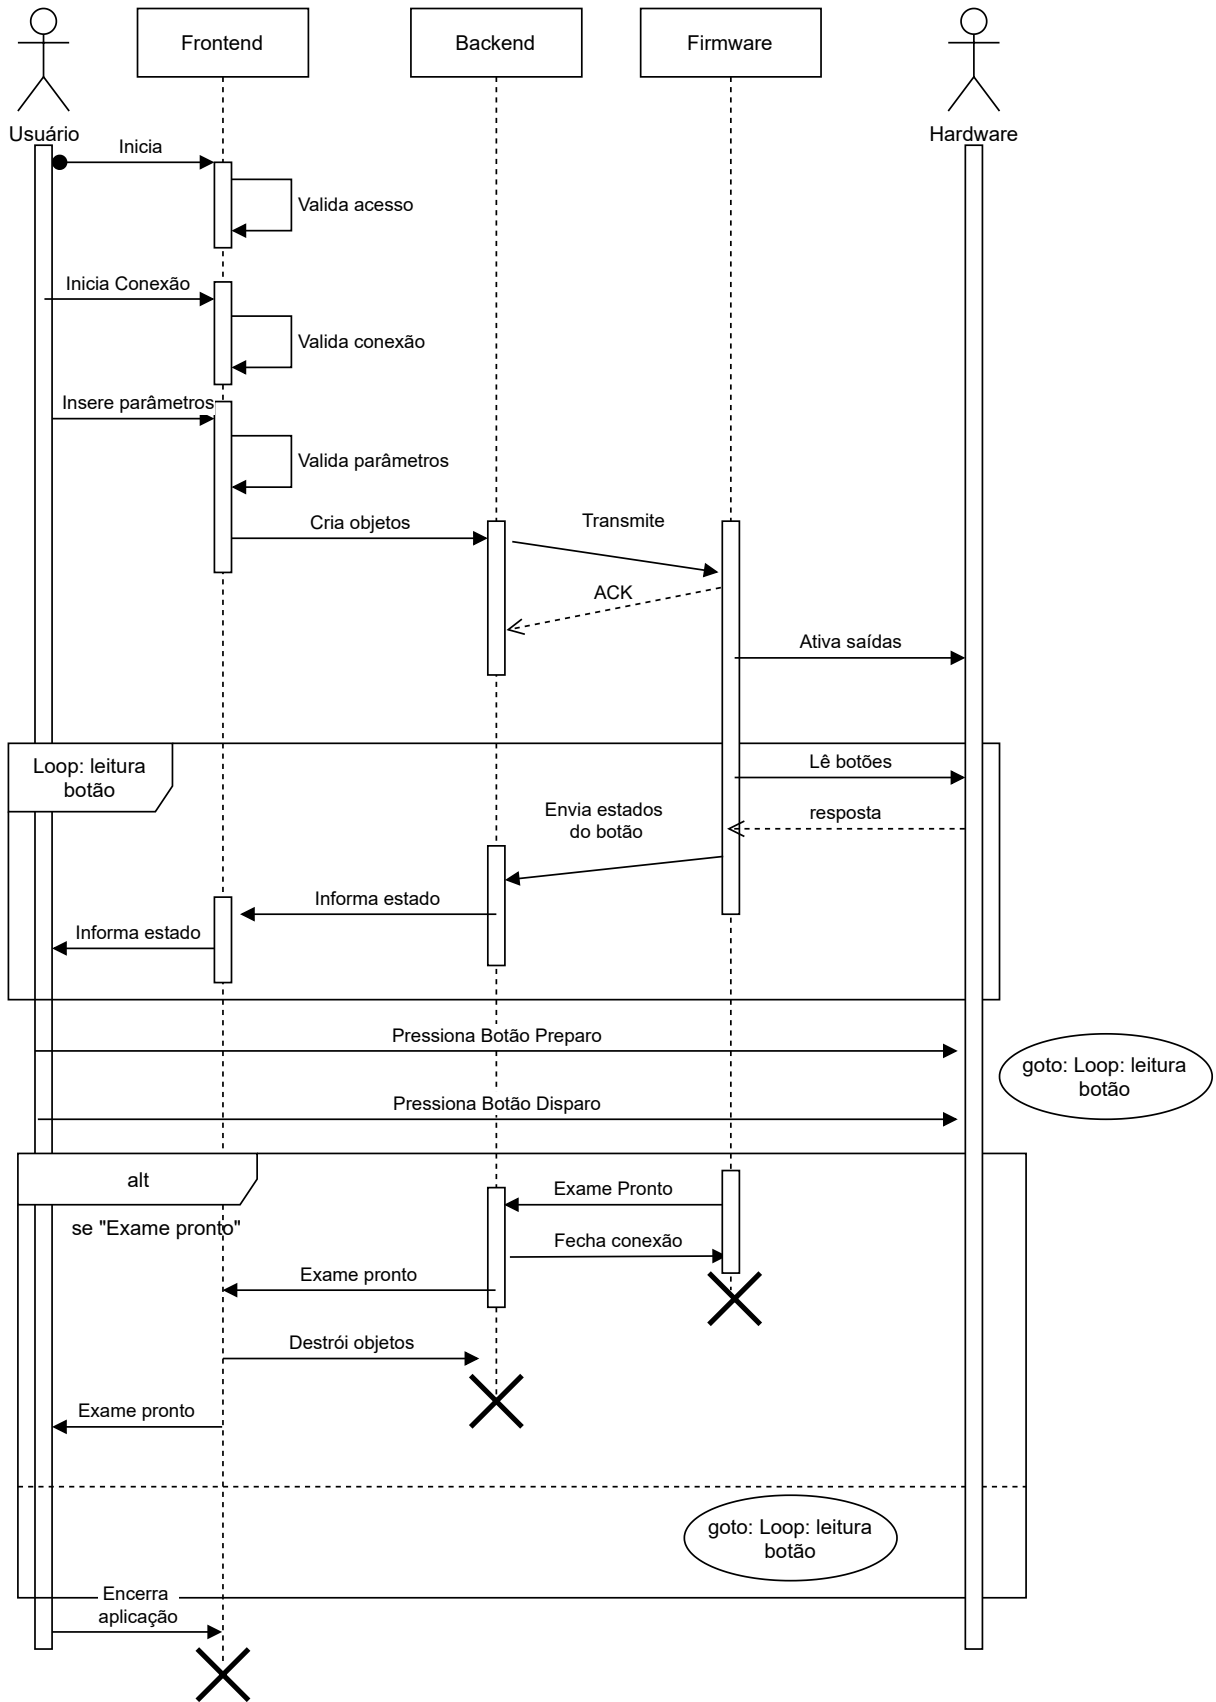 Frontend
Backend
Firmware
Usuário
Hardware
Inicia
Valida acesso
Inicia Conexão
Valida conexão
Insere parâmetros
Valida parâmetros
Cria objetos
Transmite
ACK
Ativa saídas
Loop: leitura
botão
Lê botões
resposta
Envia estados
do botão
Informa estado
Informa estado
Pressiona Botão Preparo
goto: Loop: leitura
botão
Pressiona Botão Disparo
alt
se "Exame pronto"
Exame Pronto
Fecha conexão
Exame pronto
Destrói objetos
Exame pronto
goto: Loop: leitura
botão
Encerra
aplicação